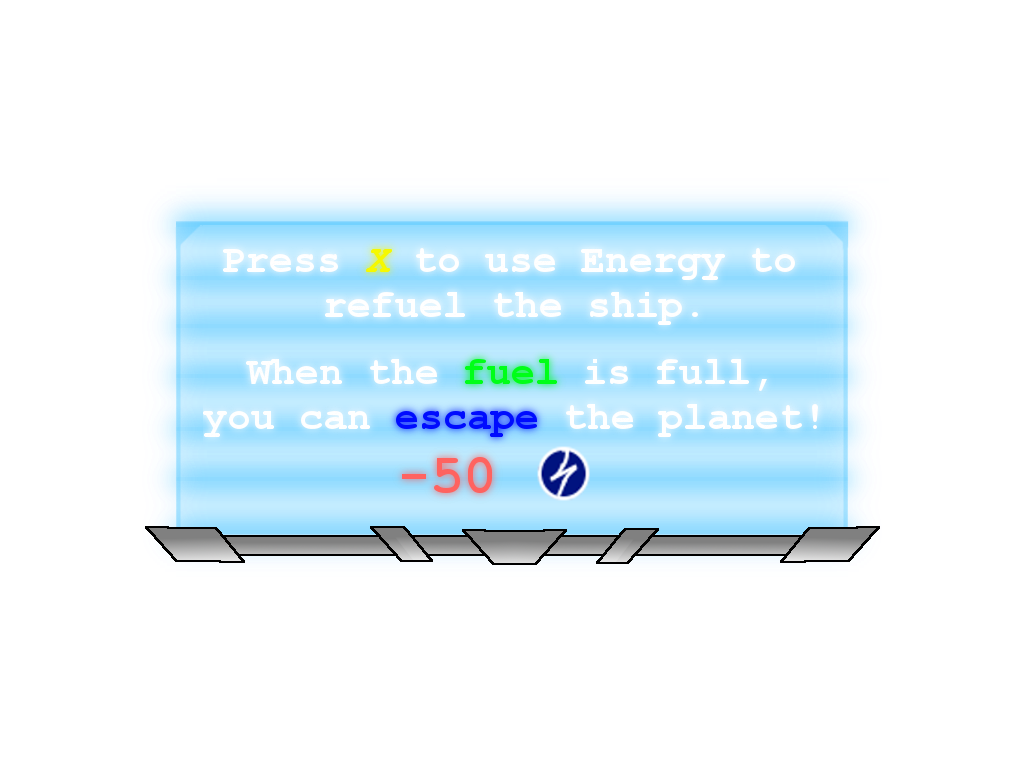 Press X to use Energy to
refuel the ship.
When the fuel is full,
you can escape the planet!
-50